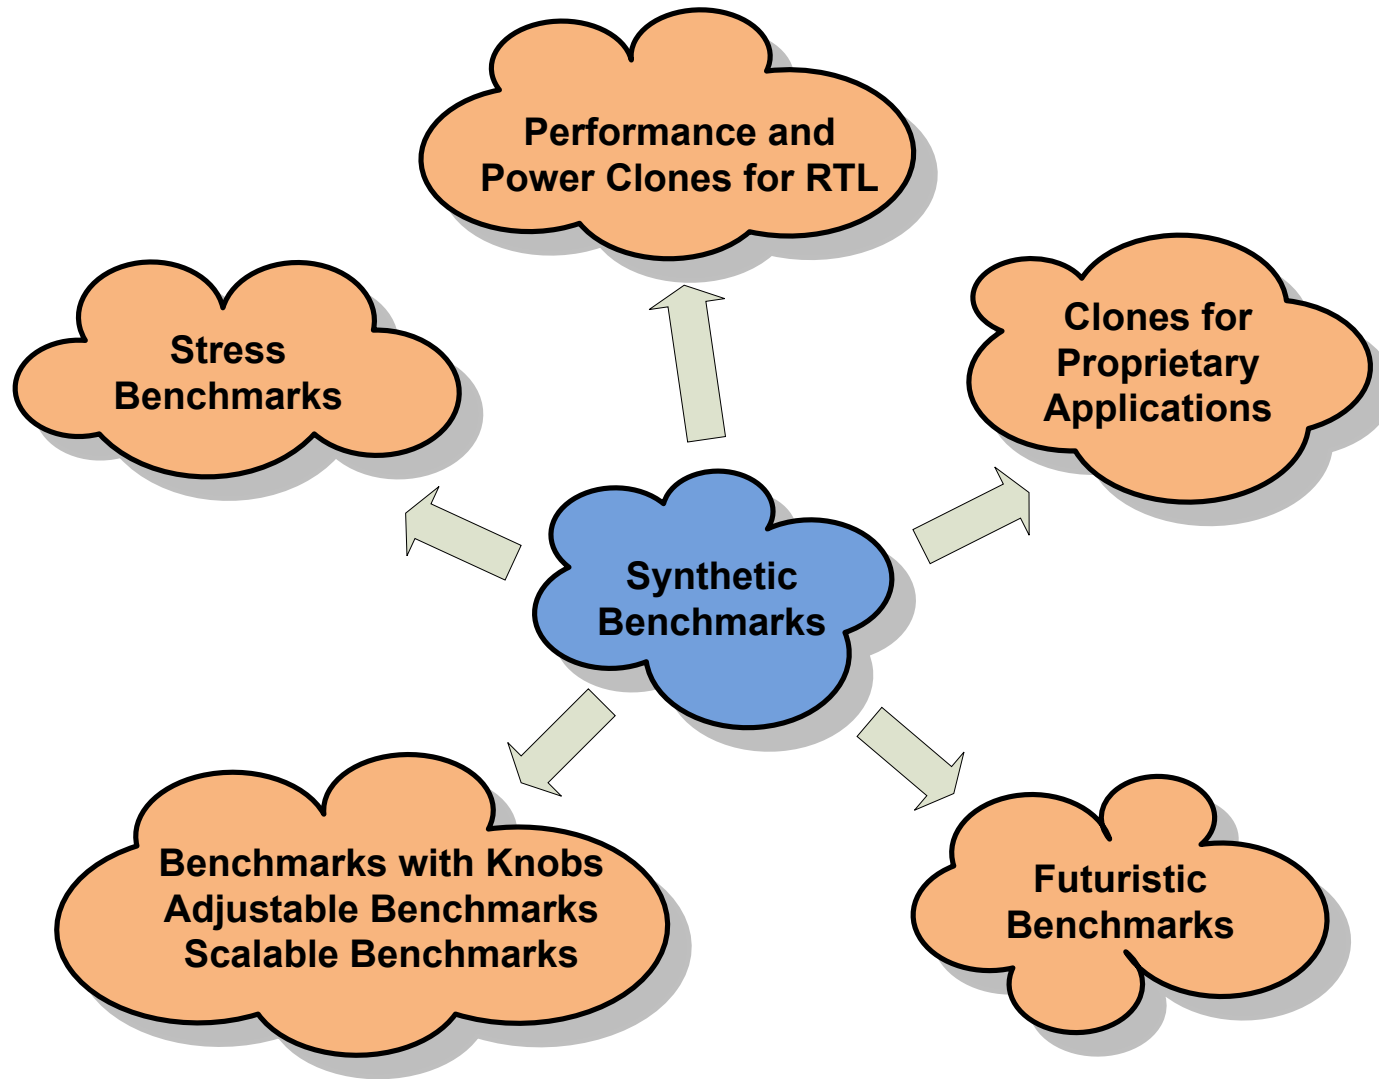 Performance and
Power Clones for RTL
Stress
Benchmarks
Clones for
Proprietary
Applications
Synthetic
Benchmarks
Benchmarks with Knobs
Adjustable Benchmarks
Scalable Benchmarks
Futuristic
Benchmarks